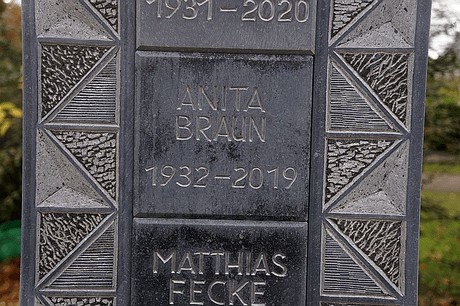 1931-2020
ANITA
BRAUN
1932-2019
MATTHIAS
FECKE